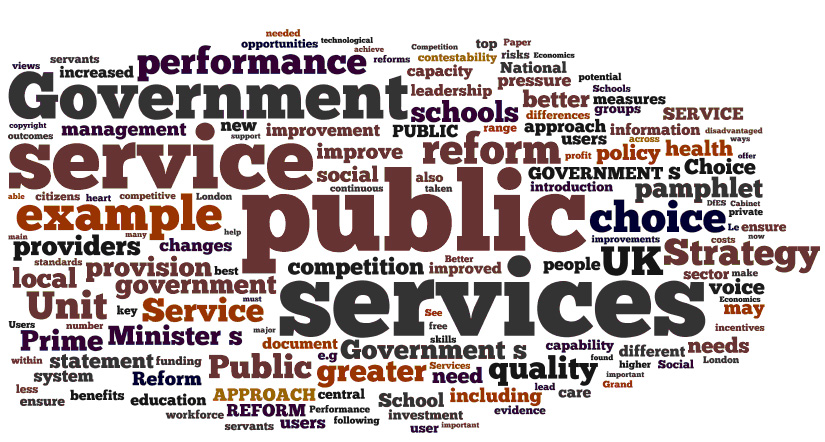 needed
opportunities technological Competition top Paper
servants performance achieve reforms contestability risks Economics
views increased capacity National potential
Government leadership pressure Schools
schools better measures
differences groups SERVICE
copyright management new improvement PUBLIC range approach information disadvantaged
outcomes service support improve reform users across ways
profit policy health offer
social also GOVERNMENT s Choice
continuous taken introduction pamphlet
able citizens heart competitive London public DfES Cabinet
example choice private
main many help Le ensure
providers changes improvements costs now
standards Better people UK Strategy
local provision best competition improved sector make
government services voice
Unit key Service must Economics
Users number See may
Prime Minister s major free incentives
skills
document Government s capability different needs
within statement funding e.g found London
system Public greater Services need quality higher Social
less Reform important
lead Grand
ensure benefits education APPROACH central School including care
workforce REFORM Performance investment evidence
servants users following user important